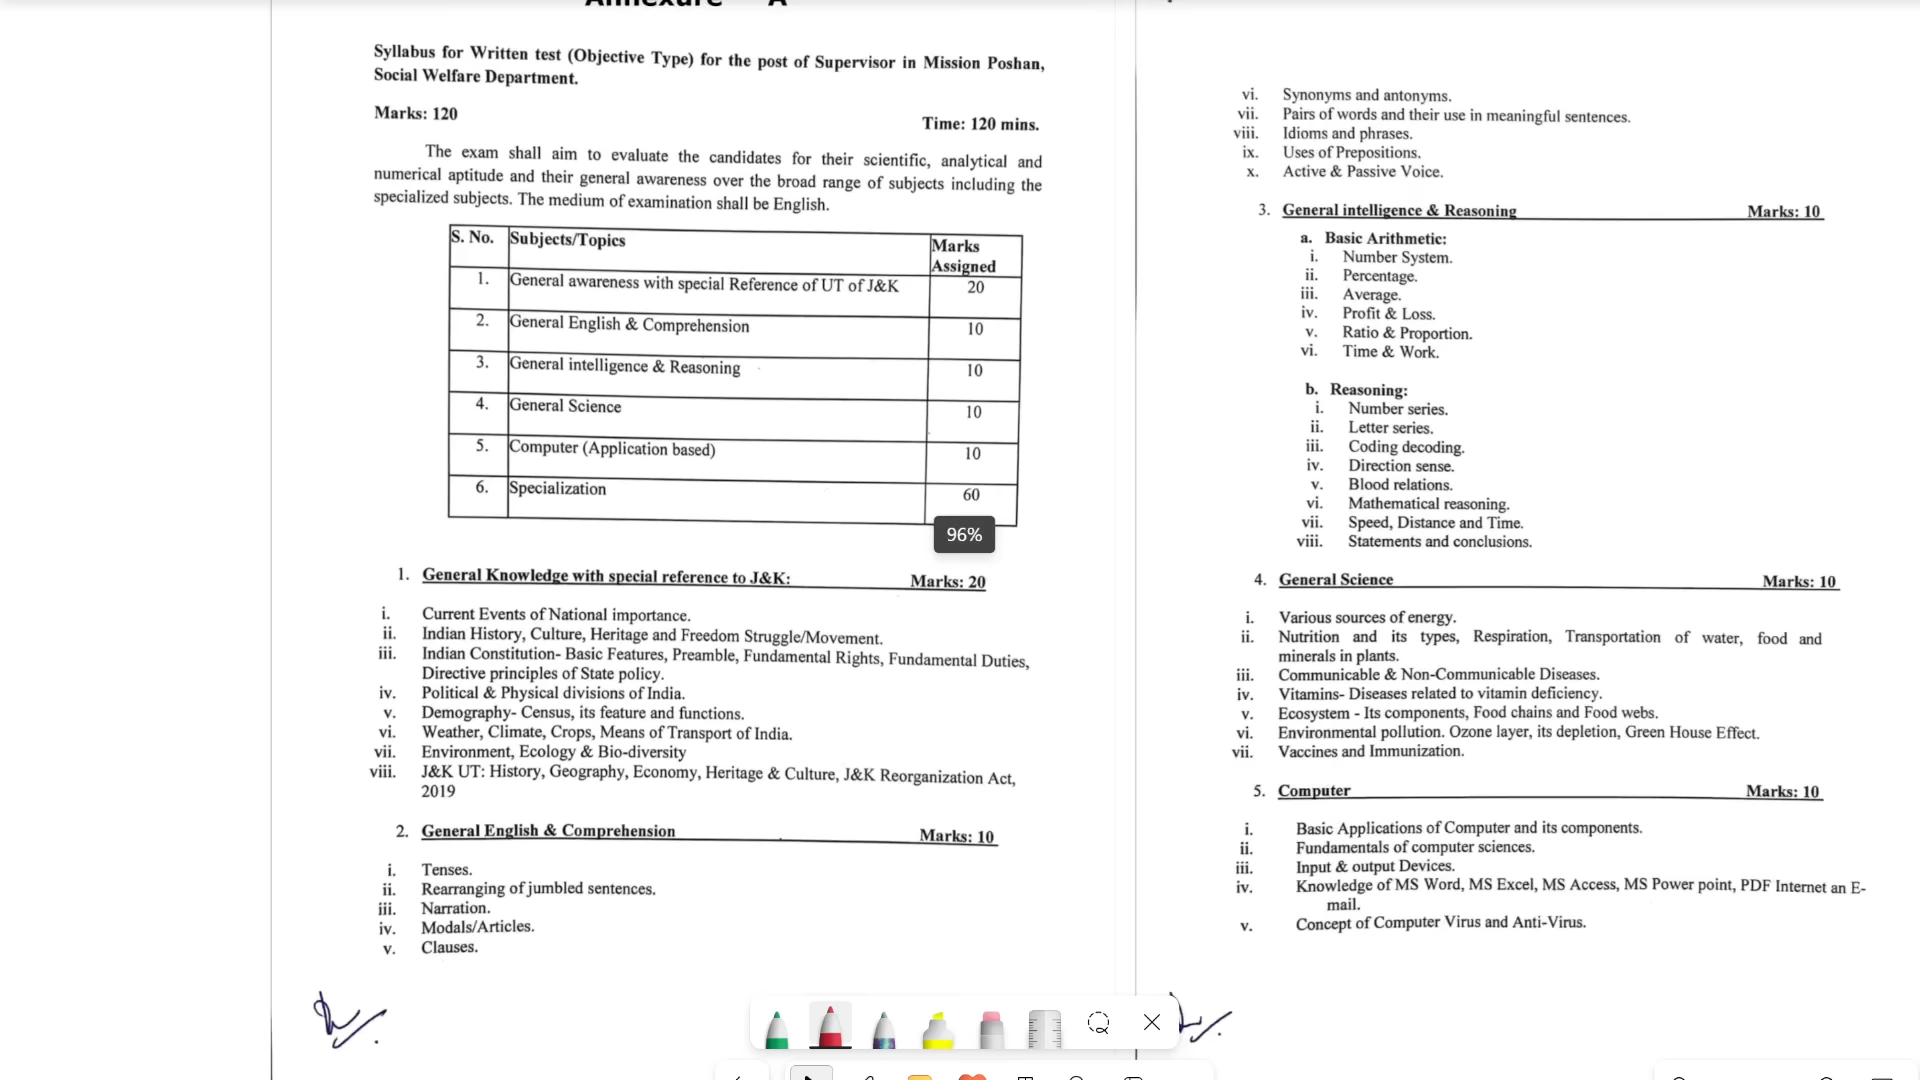 Annexure A
Syllabus for Written test (Objective Type) for the post of Supervisor in Mission Poshan,
Social Welfare Department.
Marks: 120
Time: 120 mins.
The exam shall aim to evaluate the candidates for their scientific, analytical and
numerical aptitude and their general awareness over the broad range of subjects including the
specialized subjects. The medium of examination shall be English.
S. No. Subjects/Topics Marks Assigned
1. General awareness with special Reference of UT of J&K 20
2. General English & Comprehension 10
3. General intelligence & Reasoning 10
4. General Science 10
5. Computer (Application based) 10
6. Specialization 60
96%
1. General Knowledge with special reference to J&K: Marks: 20
i. Current Events of National importance.
ii. Indian History, Culture, Heritage and Freedom Struggle/Movement.
iii. Indian Constitution- Basic Features, Preamble, Fundamental Rights, Fundamental Duties,
Directive principles of State policy.
iv. Political & Physical divisions of India.
v. Demography- Census, its feature and functions.
vi. Weather, Climate, Crops, Means of Transport of India.
vii. Environment, Ecology & Bio-diversity
viii. J&K UT: History, Geography, Economy, Heritage & Culture, J&K Reorganization Act,
2019
2. General English & Comprehension Marks: 10
i. Tenses.
ii. Rearranging of jumbled sentences.
iii. Narration.
iv. Modals/Articles.
v. Clauses.
vi. Synonyms and antonyms.
vii. Pairs of words and their use in meaningful sentences.
viii. Idioms and phrases.
ix. Uses of Prepositions.
x. Active & Passive Voice.
3. General intelligence & Reasoning Marks: 10
a. Basic Arithmetic:
i. Number System.
ii. Percentage.
iii. Average.
iv. Profit & Loss.
v. Ratio & Proportion.
vi. Time & Work.
b. Reasoning:
i. Number series.
ii. Letter series.
iii. Coding decoding.
iv. Direction sense.
v. Blood relations.
vi. Mathematical reasoning.
vii. Speed, Distance and Time.
viii. Statements and conclusions.
4. General Science Marks: 10
i. Various sources of energy.
ii. Nutrition and its types, Respiration, Transportation of water, food and
minerals in plants.
iii. Communicable & Non-Communicable Diseases.
iv. Vitamins- Diseases related to vitamin deficiency.
v. Ecosystem - Its components, Food chains and Food webs.
vi. Environmental pollution. Ozone layer, its depletion, Green House Effect.
vii. Vaccines and Immunization.
5. Computer Marks: 10
i. Basic Applications of Computer and its components.
ii. Fundamentals of computer sciences.
iii. Input & output Devices.
iv. Knowledge of MS Word, MS Excel, MS Access, MS Power point, PDF Internet an E-
mail.
v. Concept of Computer Virus and Anti-Virus.